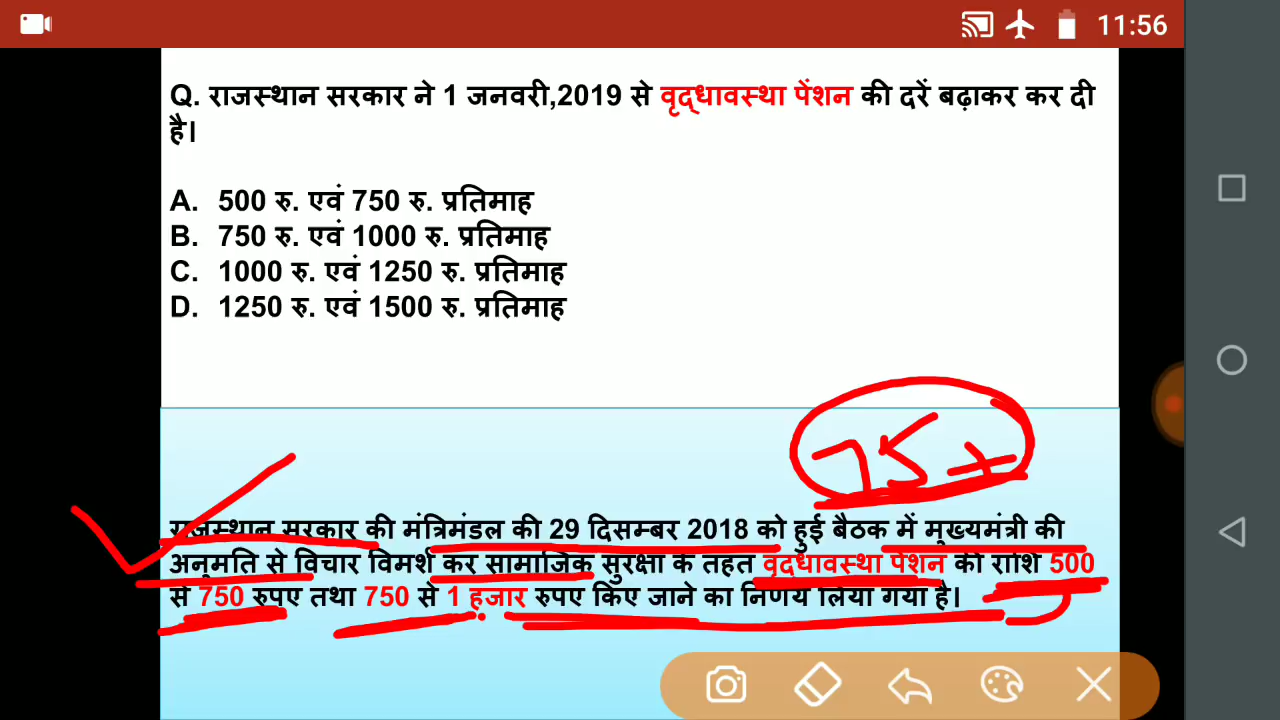 11:56
Q. राजस्थान सरकार ने 1 जनवरी,2019 से वृद्धावस्था पेंशन की दरें बढ़ाकर कर दी
है।
A. 500 रु. एवं 750 रु. प्रतिमाह
B. 750 रु. एवं 1000 रु. प्रतिमाह
C. 1000 रु. एवं 1250 रु. प्रतिमाह
D. 1250 रु. एवं 1500 रु. प्रतिमाह
75+
राजस्थान सरकार की मंत्रिमंडल की 29 दिसम्बर 2018 को हुई बैठक में मुख्यमंत्री की
अनुमति से विचार विमर्श कर सामाजिक सुरक्षा के तहत वृद्धावस्था पेंशन की राशि 500
से 750 रुपए तथा 750 से 1 हजार रुपए किए जाने का निर्णय लिया गया है।